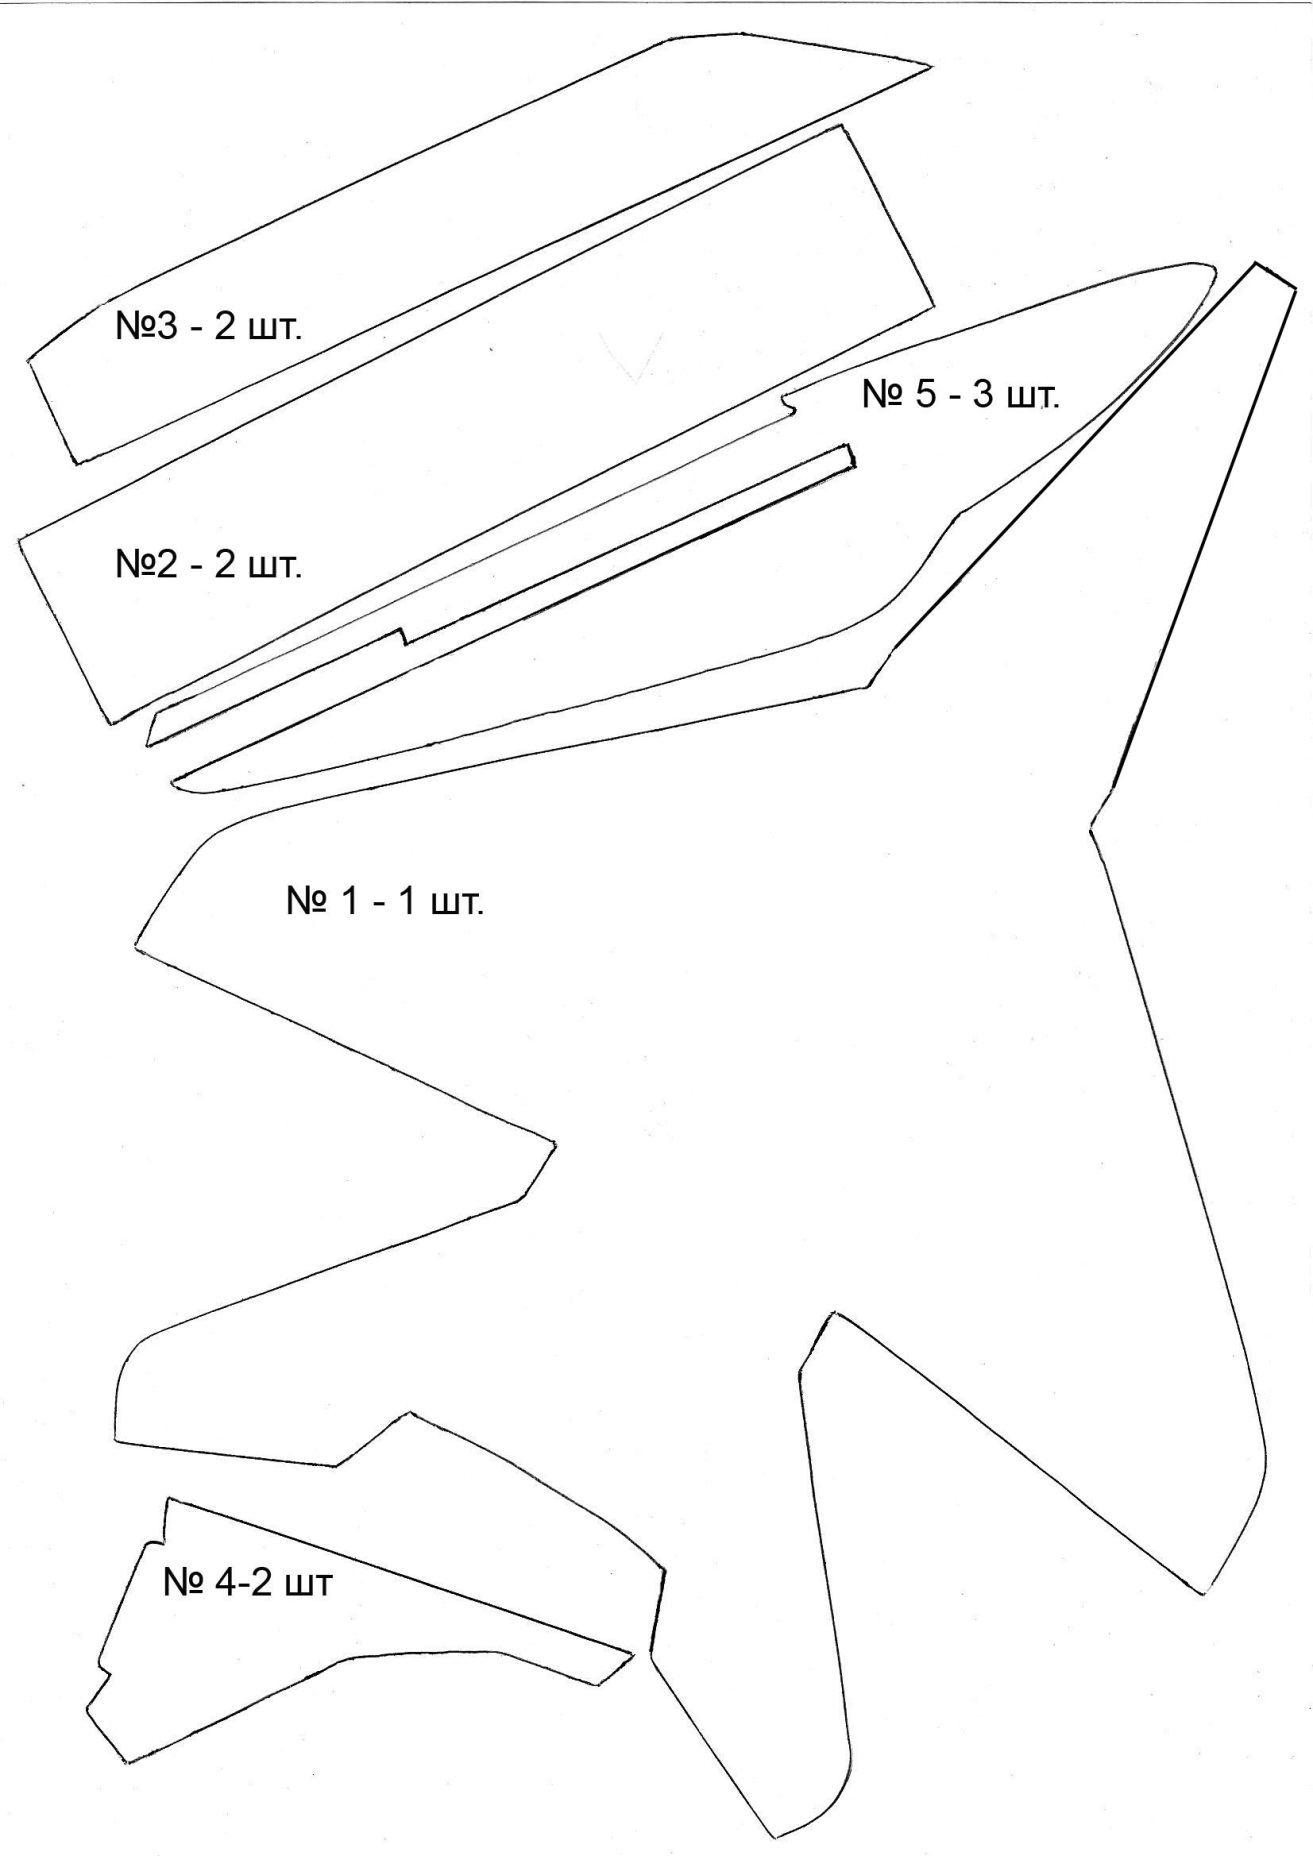 №3 - 2 шт.
№ 5 - 3 шт.
№2 - 2 шт.
№ 1 - 1 шт.
№ 4-2 шт